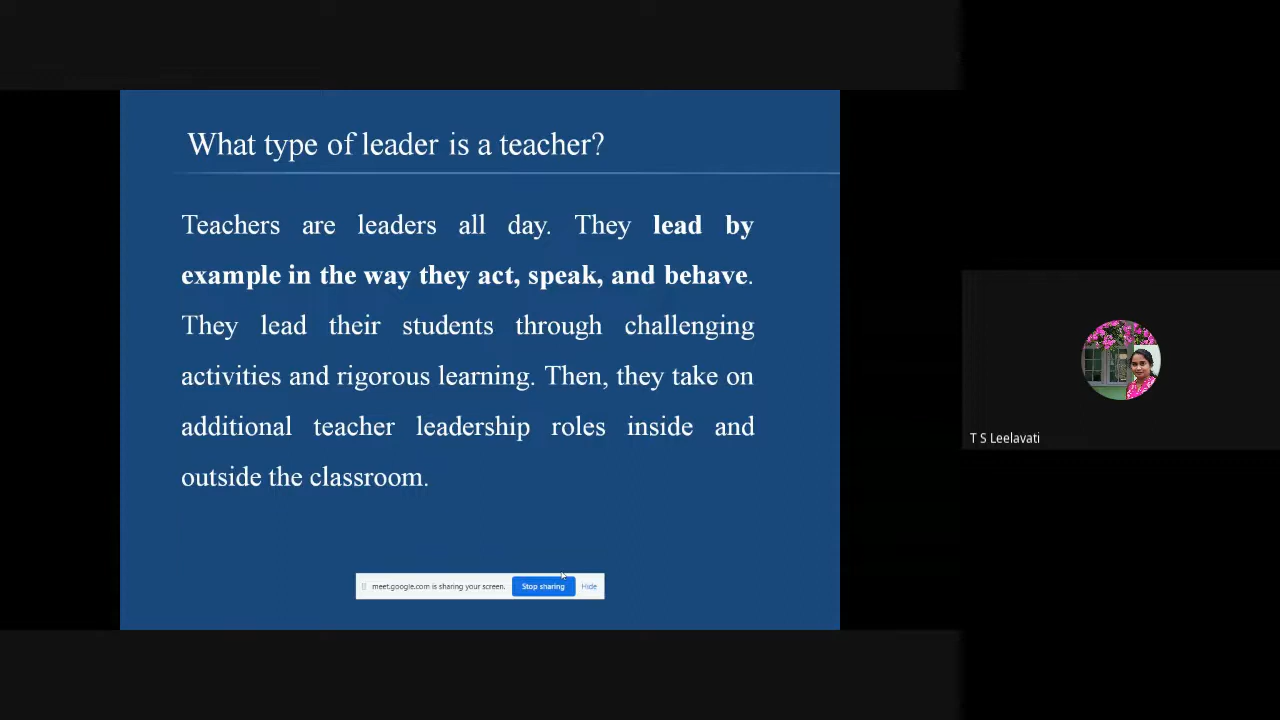 What type of leader is a teacher?
Teachers are leaders all day. They lead by
example in the way they act, speak, and behave.
They lead their students through challenging
activities and rigorous learning. Then, they take on
additional teacher leadership roles inside and
outside the classroom.
meet.google.com is sharing your screen. Stop sharing Hide
T S Leelavati